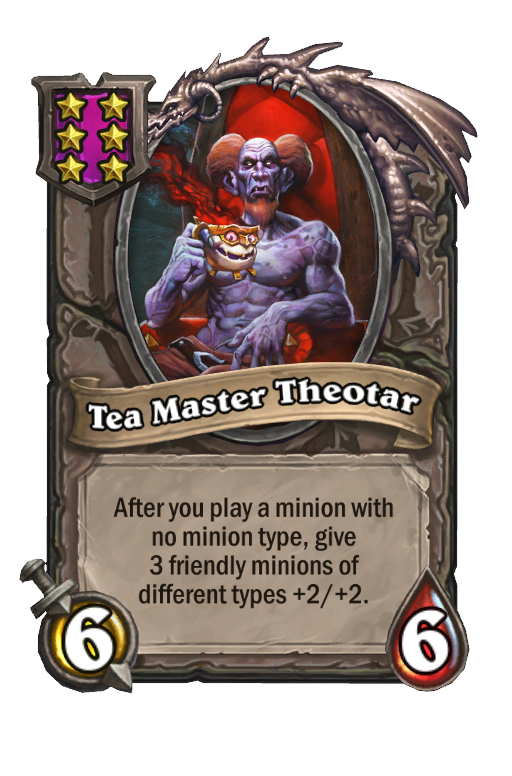 Tea Master Theotar
After you play a minion with
no minion type, give
3 friendly minions of
different types +2/+2.
6
6